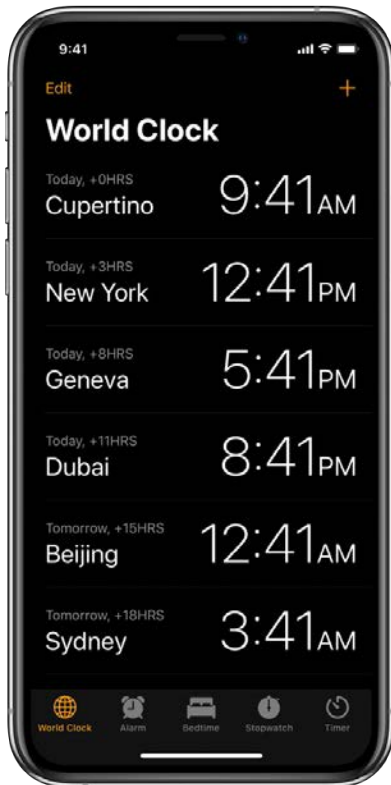 9:41
Edit +
World Clock
Today, +0HRS
Cupertino 9:41AM
Today, +3HRS
New York 12:41PM
Today, +8HRS
Geneva 5:41PM
Today, +11HRS
Dubai 8:41PM
Tomorrow, +15HRS
Beijing 12:41AM
Tomorrow, +18HRS
Sydney 3:41AM
World Clock Alarm Bedtime Stopwatch Timer